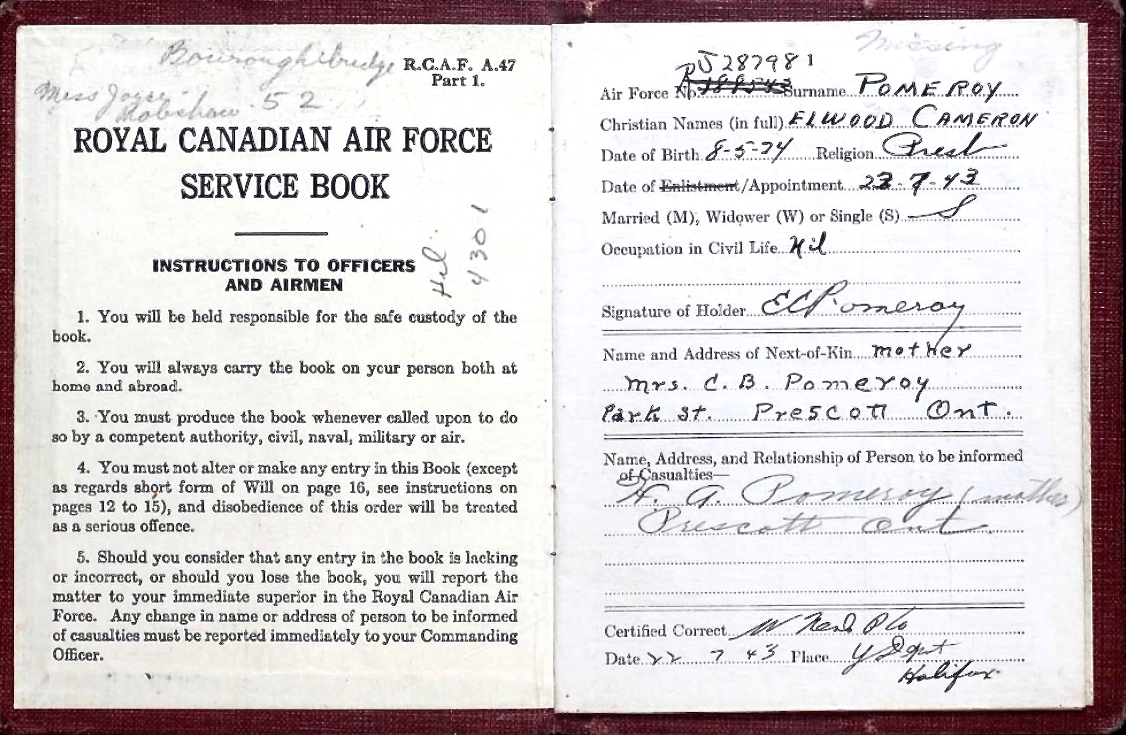 Bouroughbridge
R.C.A.F. A.47
Part 1.
Miss Joyce
Robshaw 52
ROYAL CANADIAN AIR FORCE
SERVICE BOOK
INSTRUCTIONS TO OFFICERS
AND AIRMEN
Hel. 4301
1. You will be held responsible for the safe custody of the
book.
2. You will always carry the book on your person both at
home and abroad.
3. You must produce the book whenever called upon to do
so by a competent authority, civil, naval, military or air.
4. You must not alter or make any entry in this Book (except
as regards short form of Will on page 16, see instructions on
pages 12 to 15), and disobedience of this order will be treated
as a serious offence.
5. Should you consider that any entry in the book is lacking
or incorrect, or should you lose the book, you will report the
matter to your immediate superior in the Royal Canadian Air
Force. Any change in name or address of person to be informed
of casualties must be reported immediately to your Commanding
Officer.
Missing
J287981
Air Force No. Surname POMEROY
Christian Names (in full) ELWOOD CAMERON
Date of Birth 8-5-24 Religion Presb
Date of Enlistment/Appointment 23-7-43
Married (M), Widower (W) or Single (S) S
Occupation in Civil Life Nil
Signature of Holder EC Pomeroy
Name and Address of Next-of-Kin mother
Mrs. C. B. Pomeroy
Park St. Prescott Ont.
Name, Address, and Relationship of Person to be informed
of Casualties—
H. A. Pomeroy (mother)
Prescott Ont
Certified Correct W P/O
Date 22 7 43 Place Y Dept
Halifax